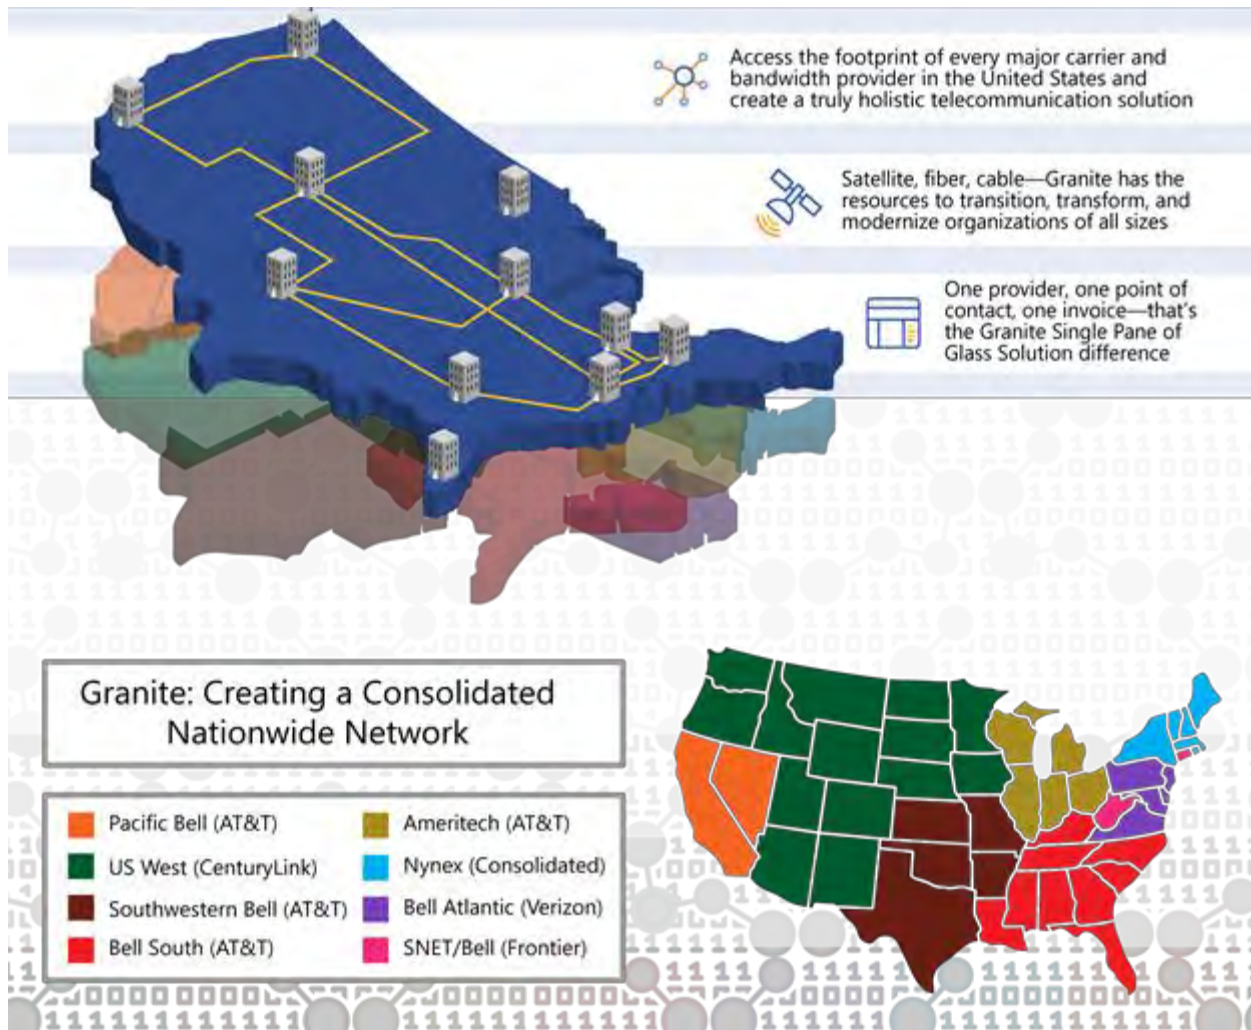 Access the footprint of every major carrier and
bandwidth provider in the United States and
create a truly holistic telecommunication solution
Satellite, fiber, cable—Granite has the
resources to transition, transform, and
modernize organizations of all sizes
One provider, one point of
contact, one invoice—that's
the Granite Single Pane of
Glass Solution difference
Granite: Creating a Consolidated
Nationwide Network
Pacific Bell (AT&T)
US West (CenturyLink)
Southwestern Bell (AT&T)
Bell South (AT&T)
Ameritech (AT&T)
Nynex (Consolidated)
Bell Atlantic (Verizon)
SNET/Bell (Frontier)